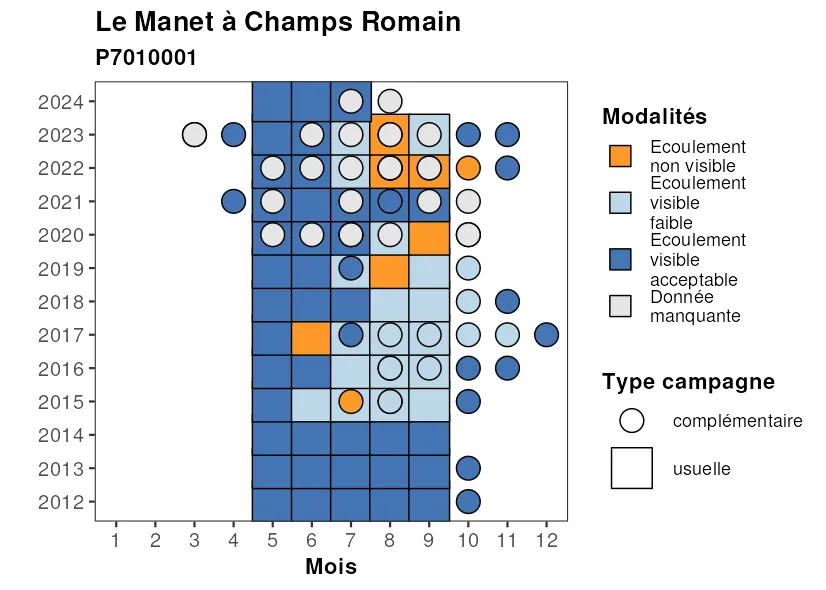 Le Manet à Champs Romain
P7010001
2024
2023
2022
2021
2020
2019
2018
2017
2016
2015
2014
2013
2012
1 2 3 4 5 6 7 8 9 10 11 12
Mois
Modalités
Ecoulement
non visible
Ecoulement
visible
faible
Ecoulement
visible
acceptable
Donnée
manquante
Type campagne
complémentaire
usuelle